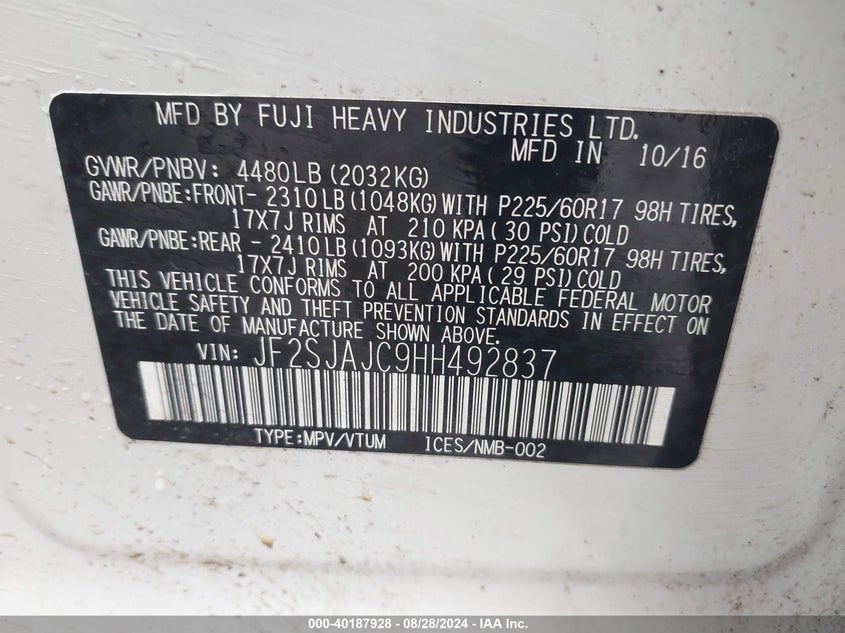 MFD BY FUJI HEAVY INDUSTRIES LTD.
MFD IN 10/16
GVWR/PNBV: 4480LB(2032KG)
GAWR/PNBE:FRONT- 2310LB(1048KG)WITH P225/60R17 98H TIRES,
17X7J RIMS AT 210 KPA( 30 PSI)COLD
GAWR/PNBE:REAR - 2410LB(1093KG)WITH P225/60R17 98H TIRES,
17X7J RIMS AT 200 KPA( 29 PSI)COLD
THIS VEHICLE CONFORMS TO ALL APPLICABLE FEDERAL MOTOR
VEHICLE SAFETY AND THEFT PREVENTION STANDARDS IN EFFECT ON
THE DATE OF MANUFACTURE SHOWN ABOVE.
VIN: JF2SJAJC9HH492837
TYPE:MPV/VTUM ICES/NMB-002
000-40187928 - 08/28/2024 - IAA Inc.